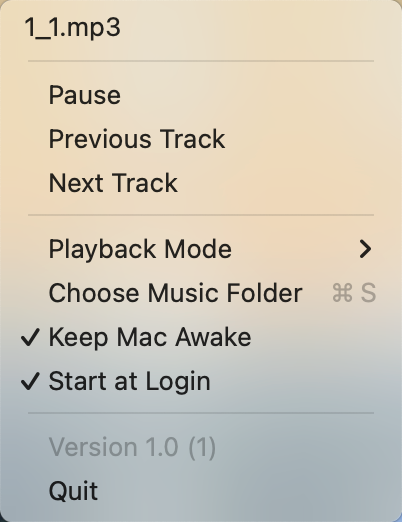 1_1.mp3
Pause
Previous Track
Next Track
Playback Mode
Choose Music Folder ⌘ S
Keep Mac Awake
Start at Login
Version 1.0 (1)
Quit